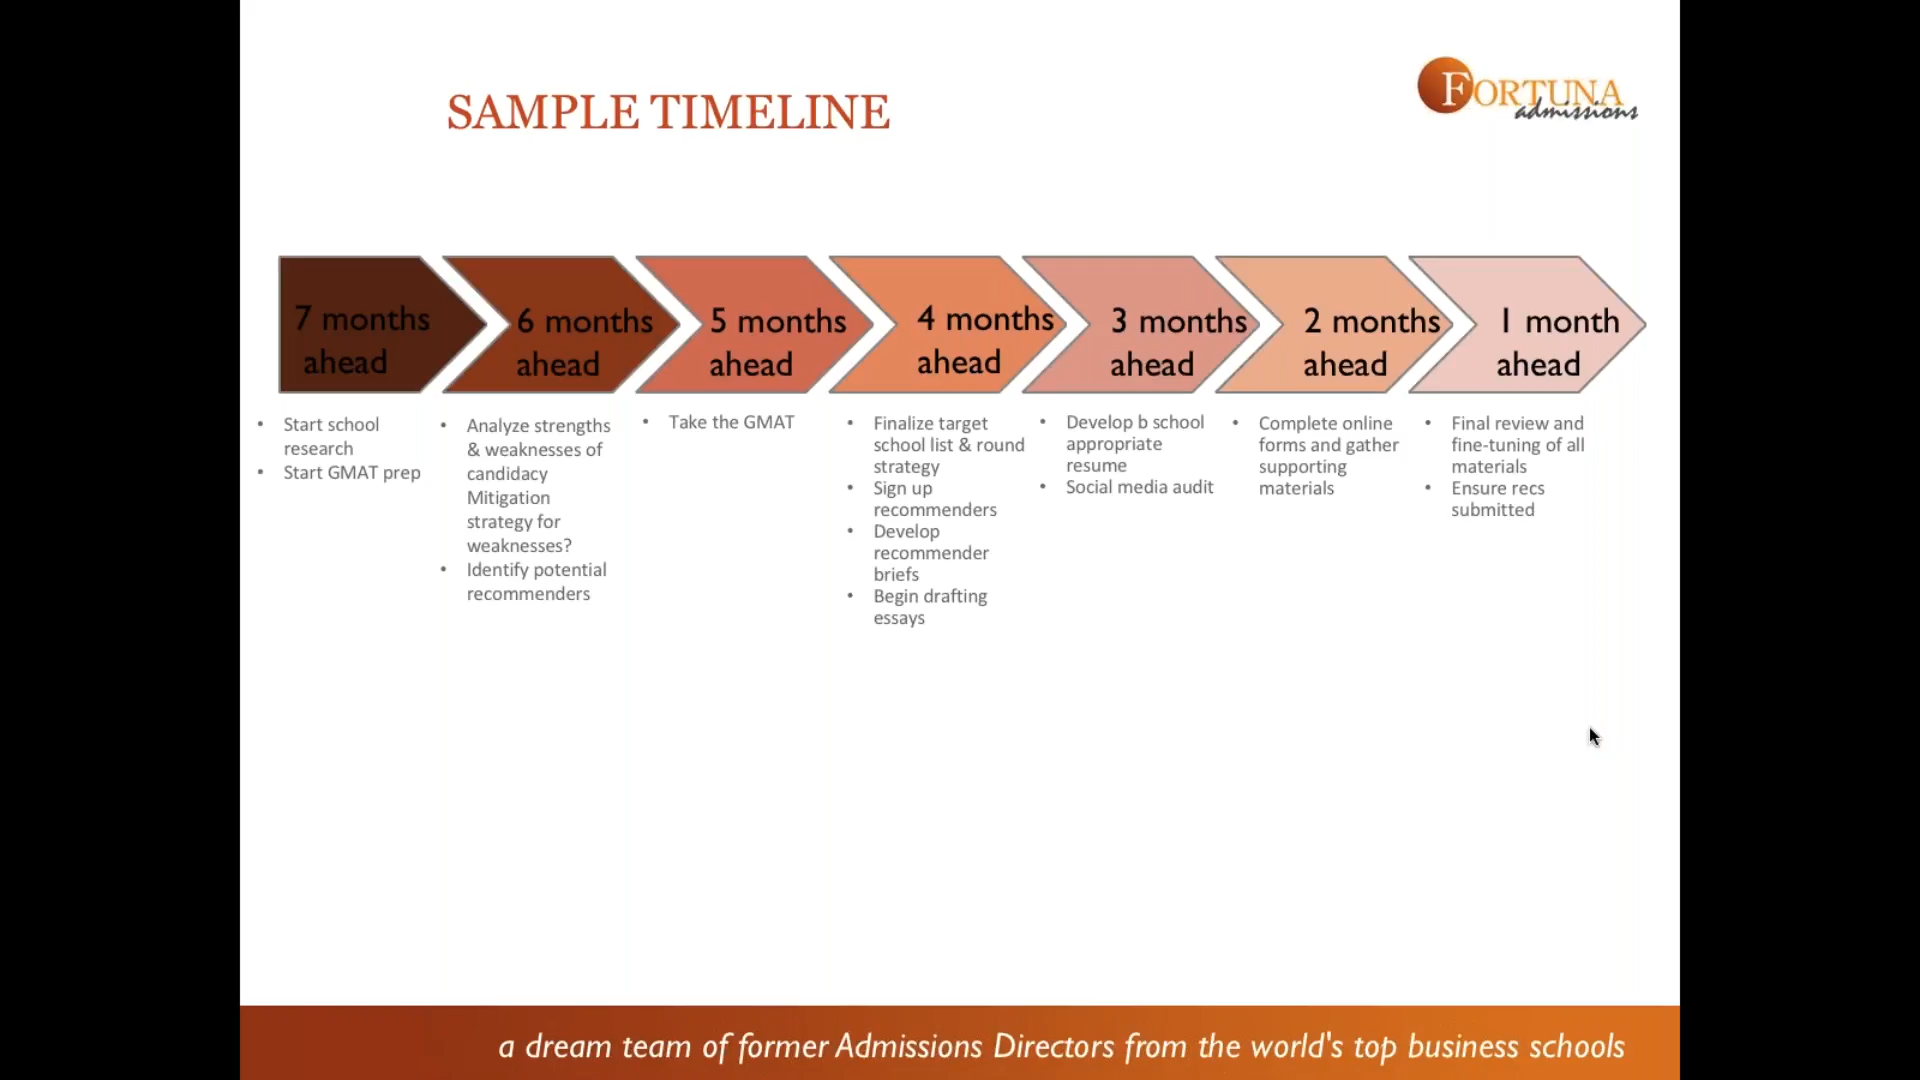 SAMPLE TIMELINE
FORTUNA
admissions
7 months
ahead
6 months
ahead
5 months
ahead
4 months
ahead
3 months
ahead
2 months
ahead
1 month
ahead
• Start school
research
• Start GMAT prep
• Analyze strengths
& weaknesses of
candidacy
Mitigation
strategy for
weaknesses?
• Identify potential
recommenders
• Take the GMAT
• Finalize target
school list & round
strategy
• Sign up
recommenders
• Develop
recommender
briefs
• Begin drafting
essays
• Develop b school
appropriate
resume
• Social media audit
• Complete online
forms and gather
supporting
materials
• Final review and
fine-tuning of all
materials
• Ensure recs
submitted
a dream team of former Admissions Directors from the world's top business schools